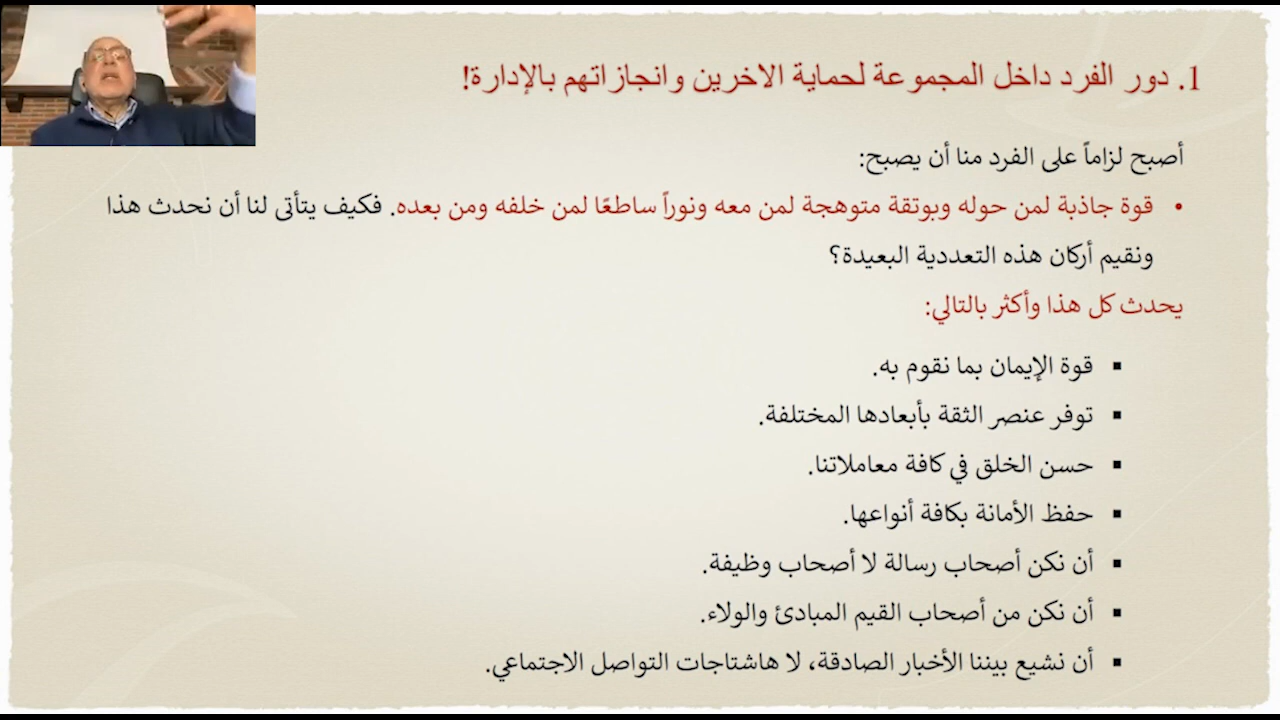 1. دور الفرد داخل المجموعة لحماية الاخرين وانجازاتهم بالإدارة!
أصبح لزاماً على الفرد منا أن يصبح:
• قوة جاذبة لمن حوله وبوتقة متوهجة لمن معه ونوراً ساطعًا لمن خلفه ومن بعده. فكيف يتأتى لنا أن نحدث هذا
ونقيم أركان هذه التعددية البعيدة؟
يحدث كل هذا وأكثر بالتالي:
▪ قوة الإيمان بما نقوم به.
▪ توفر عنصر الثقة بأبعادها المختلفة.
▪ حسن الخلق في كافة معاملاتنا.
▪ حفظ الأمانة بكافة أنواعها.
▪ أن نكن أصحاب رسالة لا أصحاب وظيفة.
▪ أن نكن من أصحاب القيم المبادئ والولاء.
▪ أن نشيع بيننا الأخبار الصادقة، لا هاشتاجات التواصل الاجتماعي.